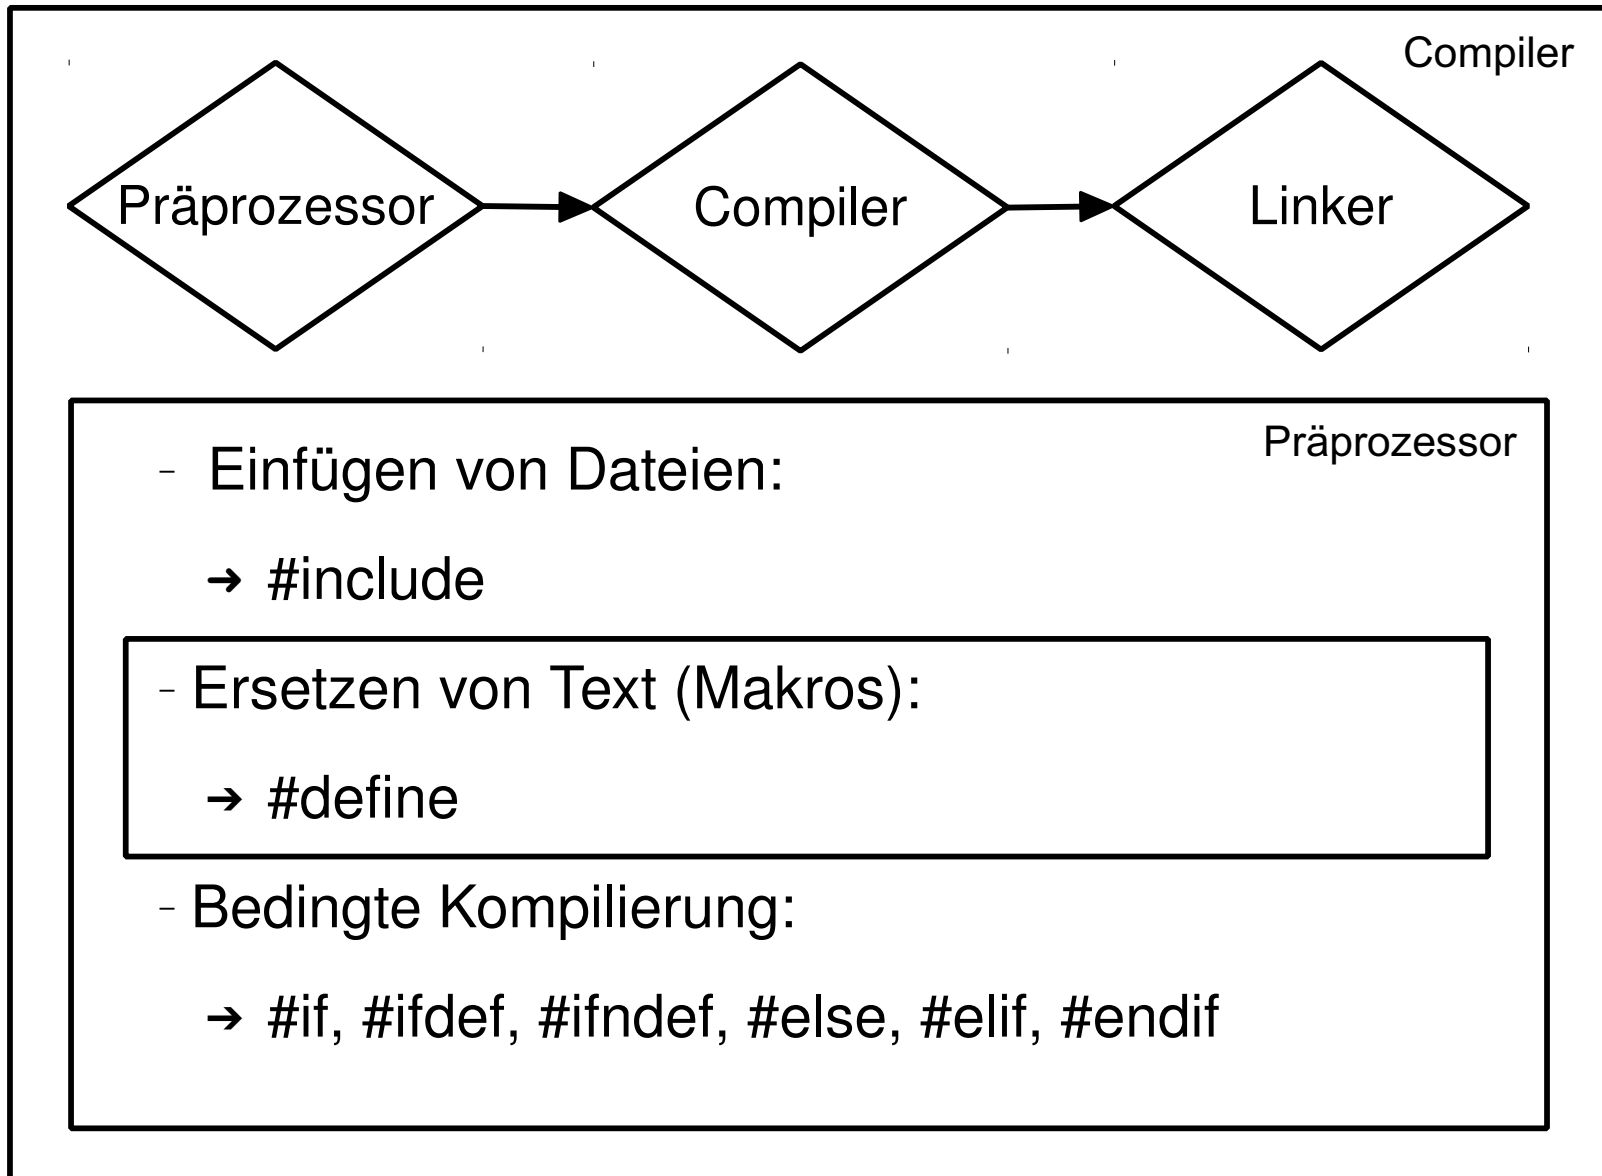 Compiler
Präprozessor
Compiler
Linker
Präprozessor
- Einfügen von Dateien:
➔ #include
- Ersetzen von Text (Makros):
➔ #define
- Bedingte Kompilierung:
➔ #if, #ifdef, #ifndef, #else, #elif, #endif